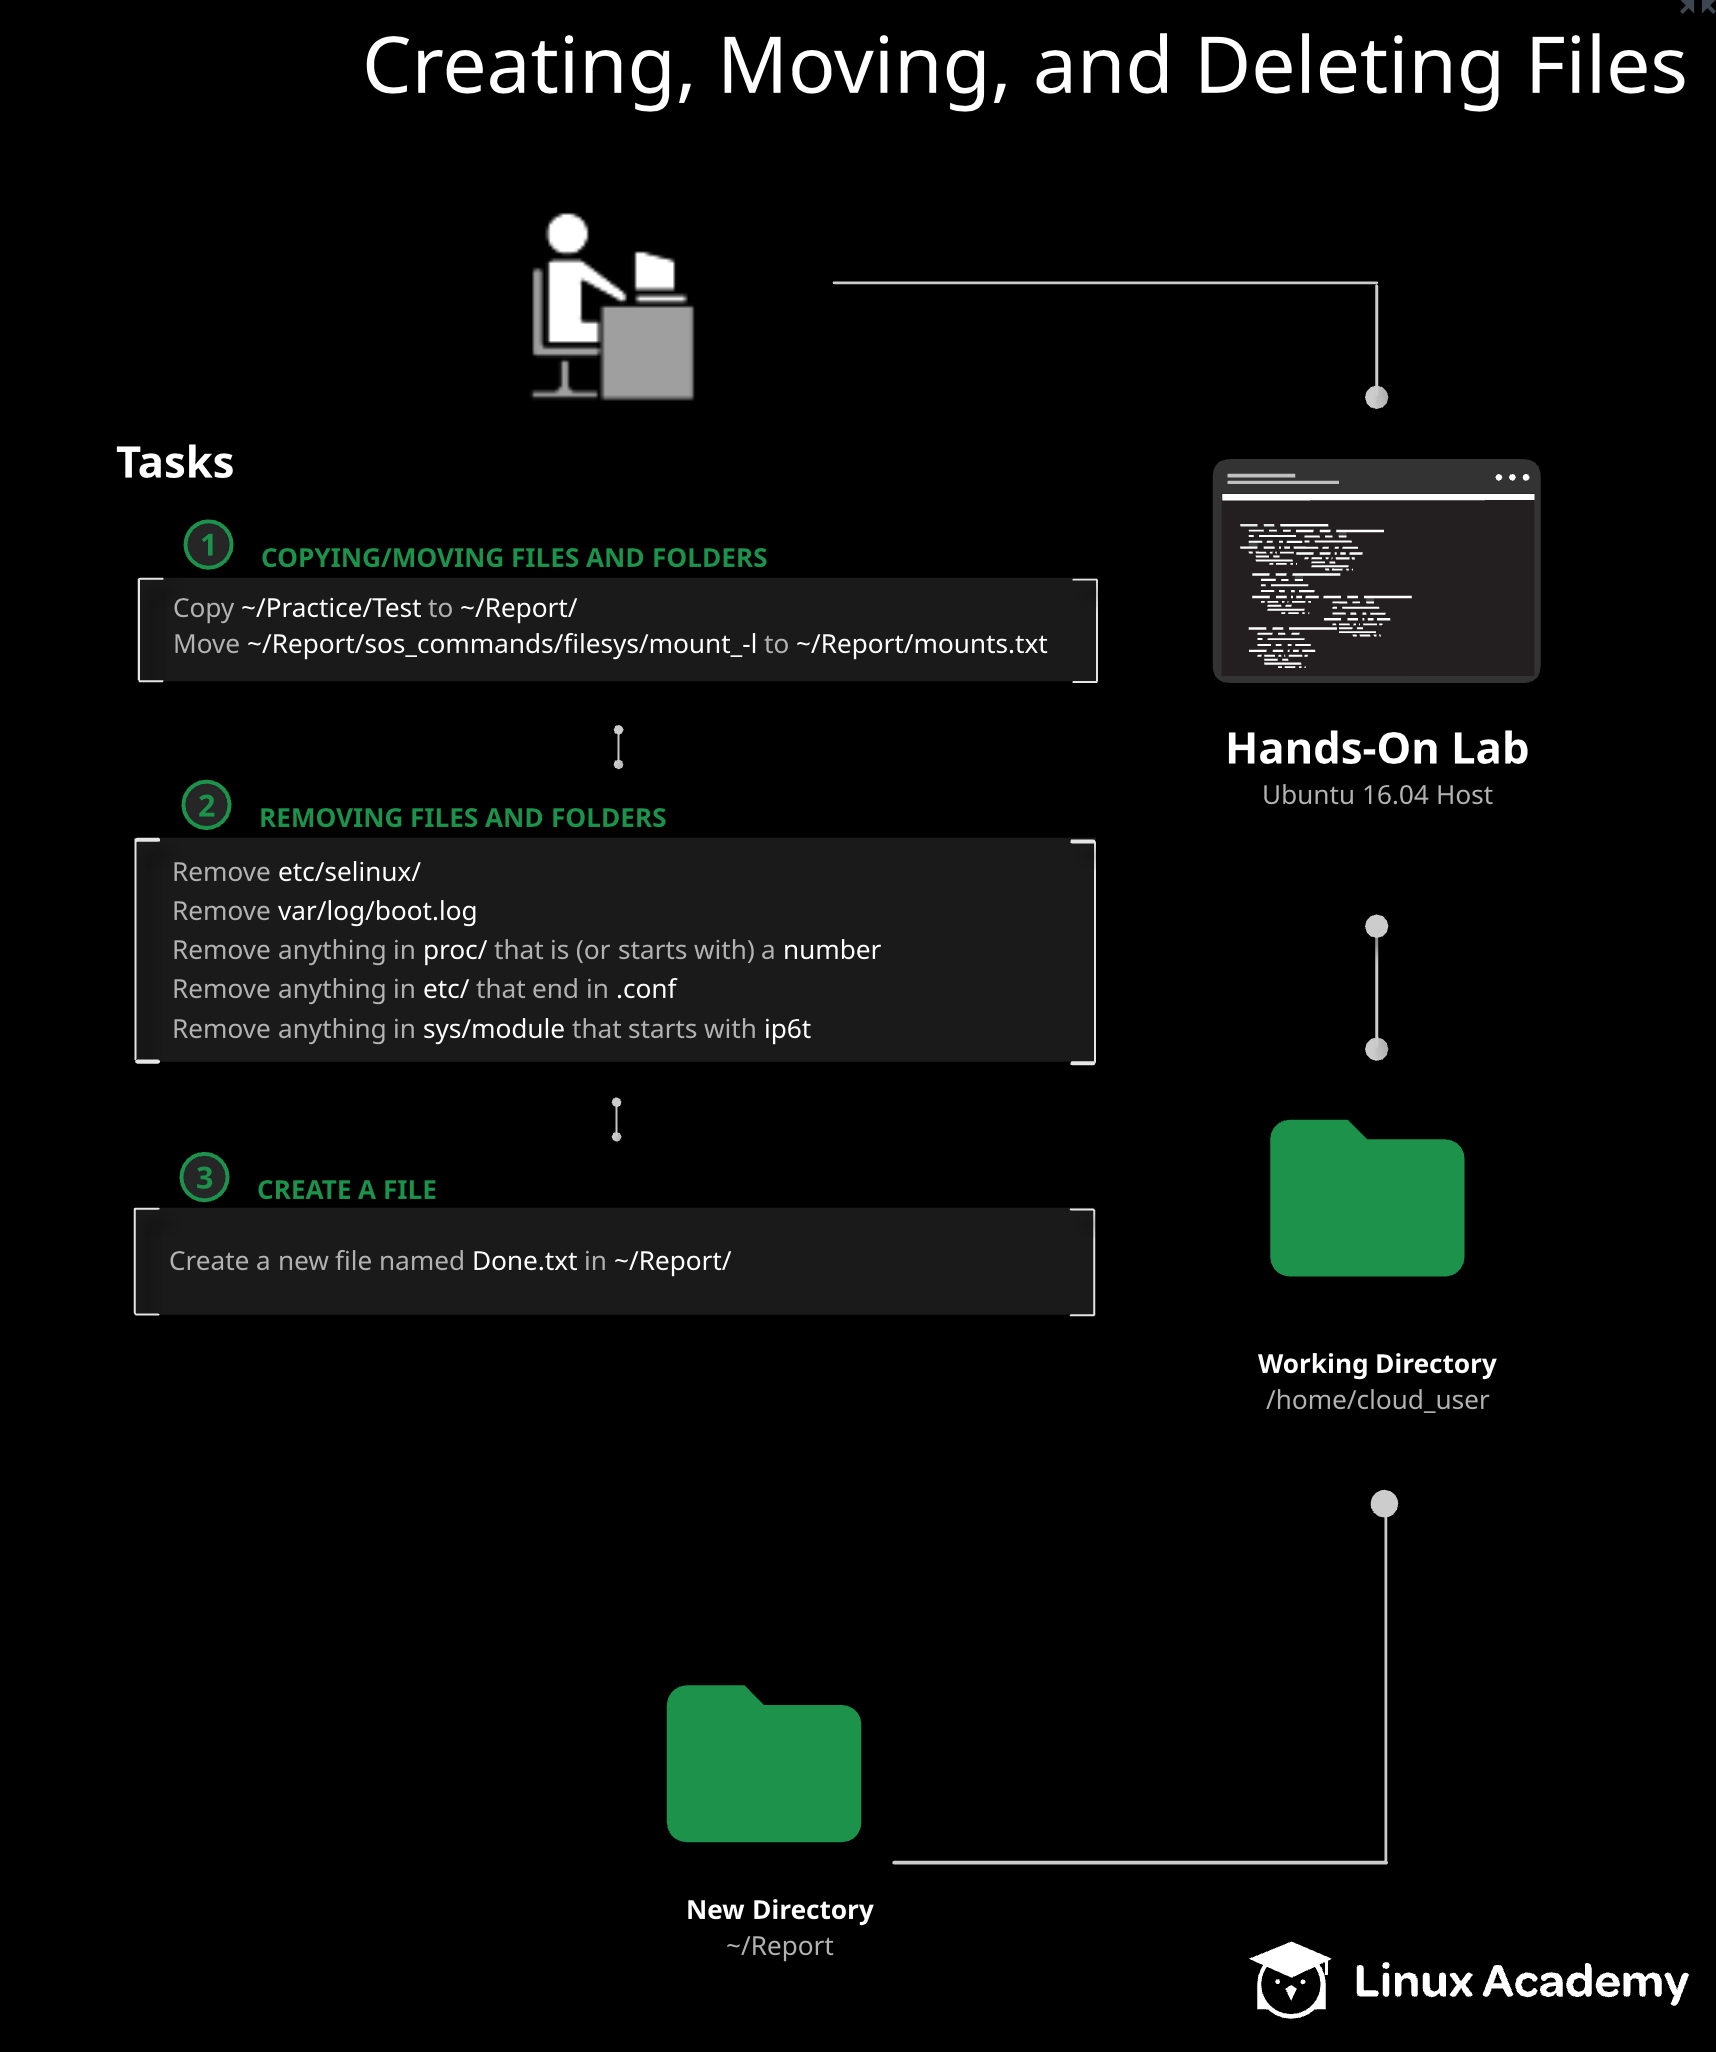 Creating, Moving, and Deleting Files
Tasks
1
COPYING/MOVING FILES AND FOLDERS
Copy ~/Practice/Test to ~/Report/
Move ~/Report/sos_commands/filesys/mount_-l to ~/Report/mounts.txt
2
REMOVING FILES AND FOLDERS
Remove etc/selinux/
Remove var/log/boot.log
Remove anything in proc/ that is (or starts with) a number
Remove anything in etc/ that end in .conf
Remove anything in sys/module that starts with ip6t
3
CREATE A FILE
Create a new file named Done.txt in ~/Report/
Hands-On Lab
Ubuntu 16.04 Host
Working Directory
/home/cloud_user
New Directory
~/Report
Linux Academy